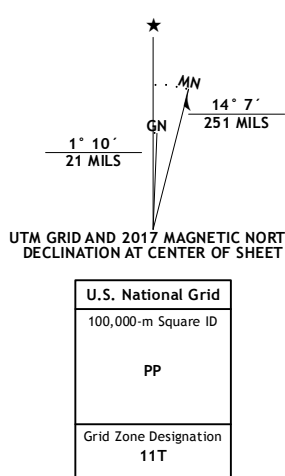 ★
MN
GN
14° 7´
251 MILS
1° 10´
21 MILS
UTM GRID AND 2017 MAGNETIC NORT
DECLINATION AT CENTER OF SHEET
U.S. National Grid
100,000-m Square ID
PP
Grid Zone Designation
11T